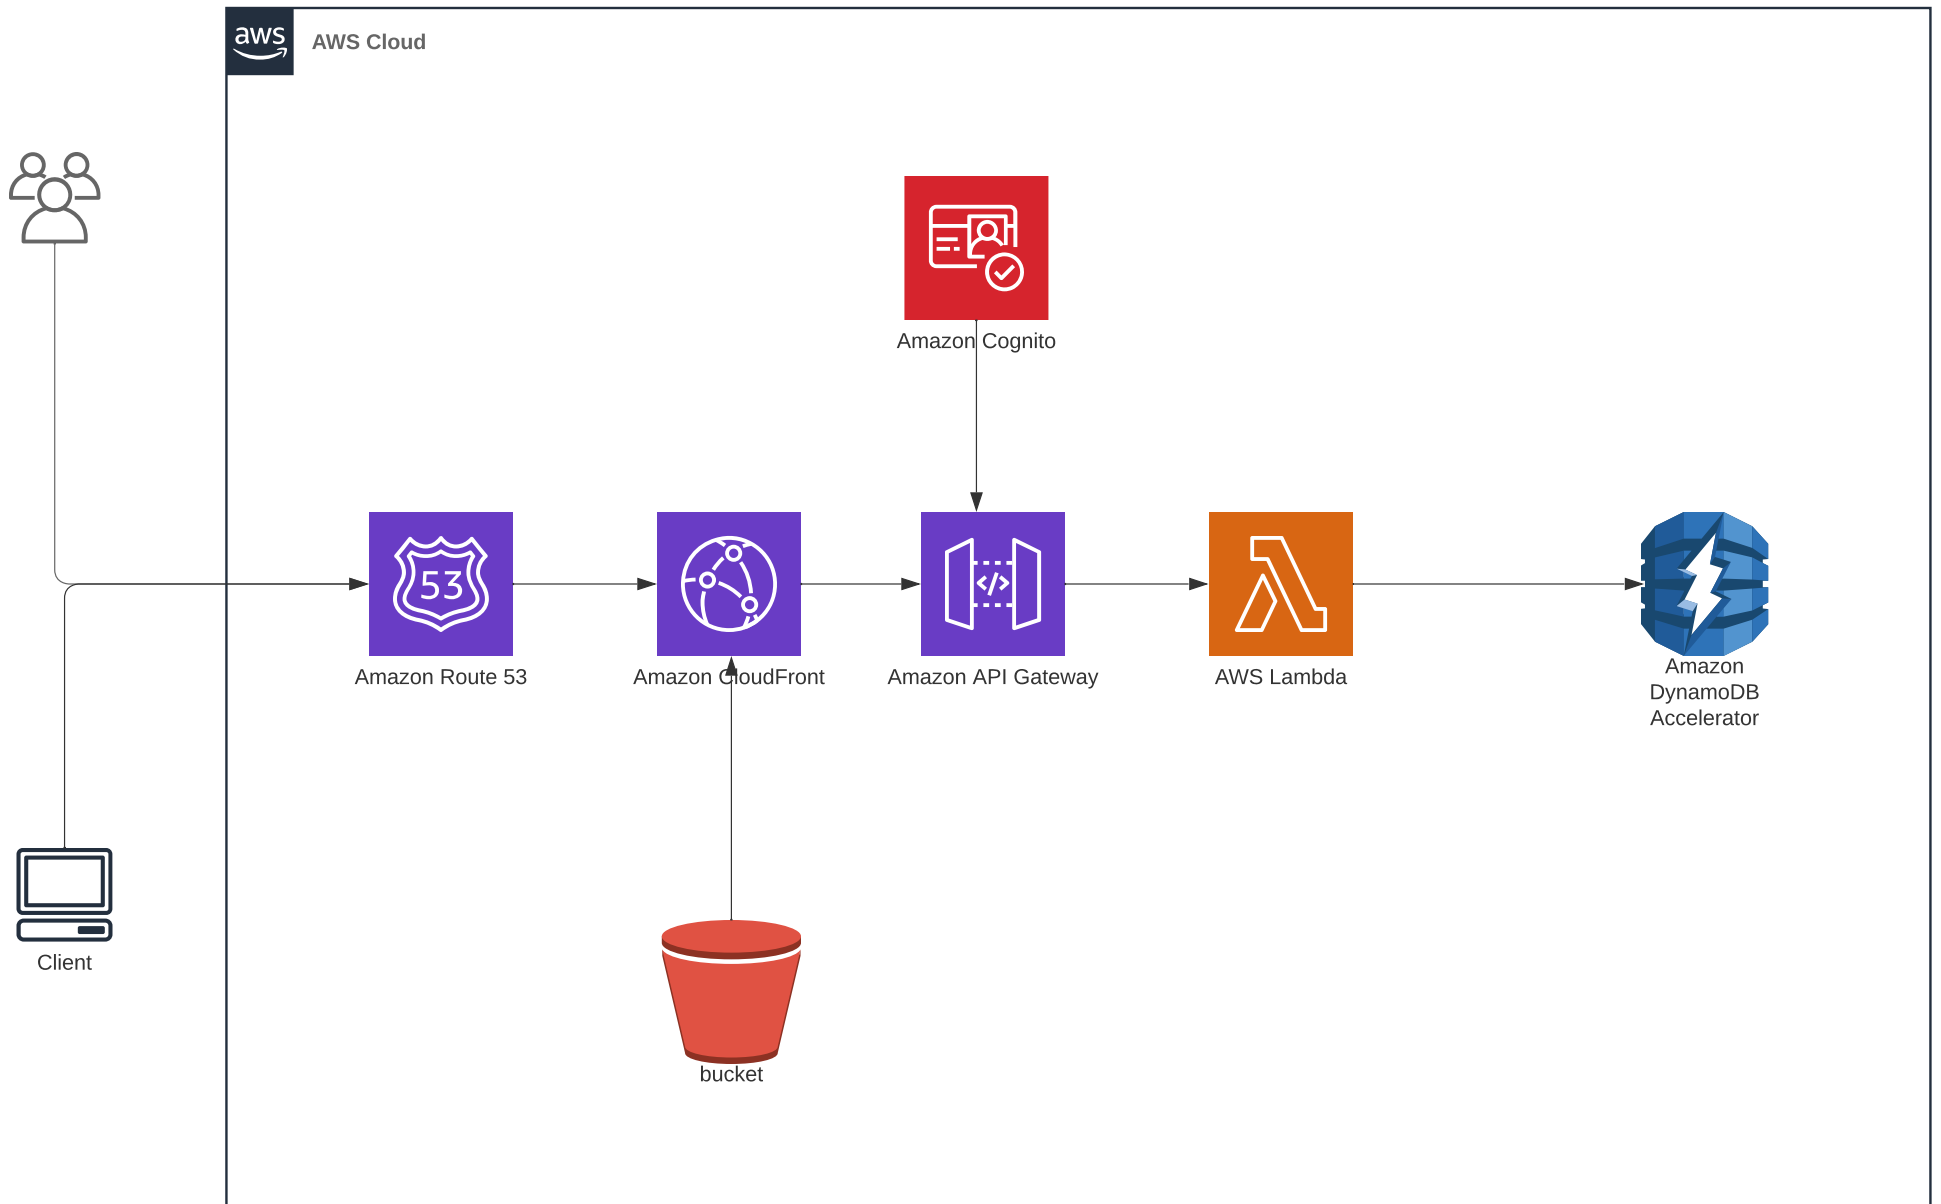 aws
AWS Cloud
Amazon Cognito
53
Amazon Route 53
Amazon CloudFront
</>
Amazon API Gateway
AWS Lambda
Amazon
DynamoDB
Accelerator
Client
bucket